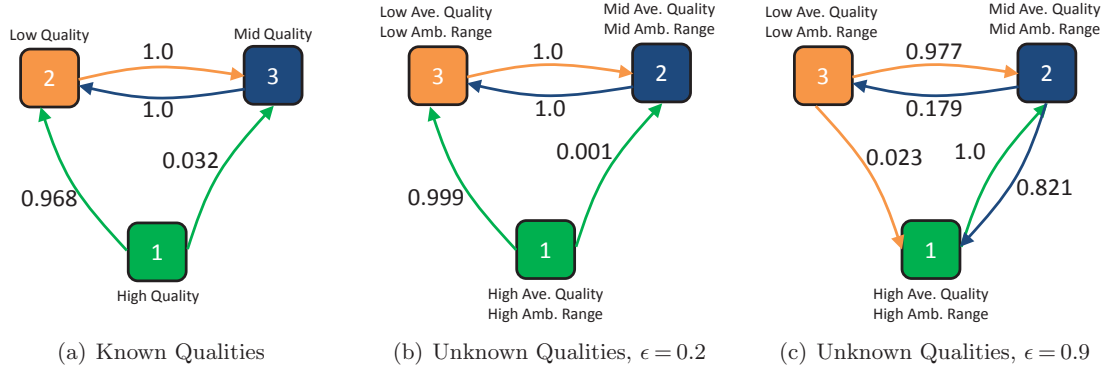 Low Quality
Mid Quality
2
1.0
3
1.0
0.968
0.032
1
High Quality
(a) Known Qualities
Low Ave. Quality
Low Amb. Range
Mid Ave. Quality
Mid Amb. Range
3
1.0
2
1.0
0.999
0.001
1
High Ave. Quality
High Amb. Range
(b) Unknown Qualities, ϵ = 0.2
Low Ave. Quality
Low Amb. Range
Mid Ave. Quality
Mid Amb. Range
3
0.977
2
0.179
0.023
1.0
0.821
1
High Ave. Quality
High Amb. Range
(c) Unknown Qualities, ϵ = 0.9